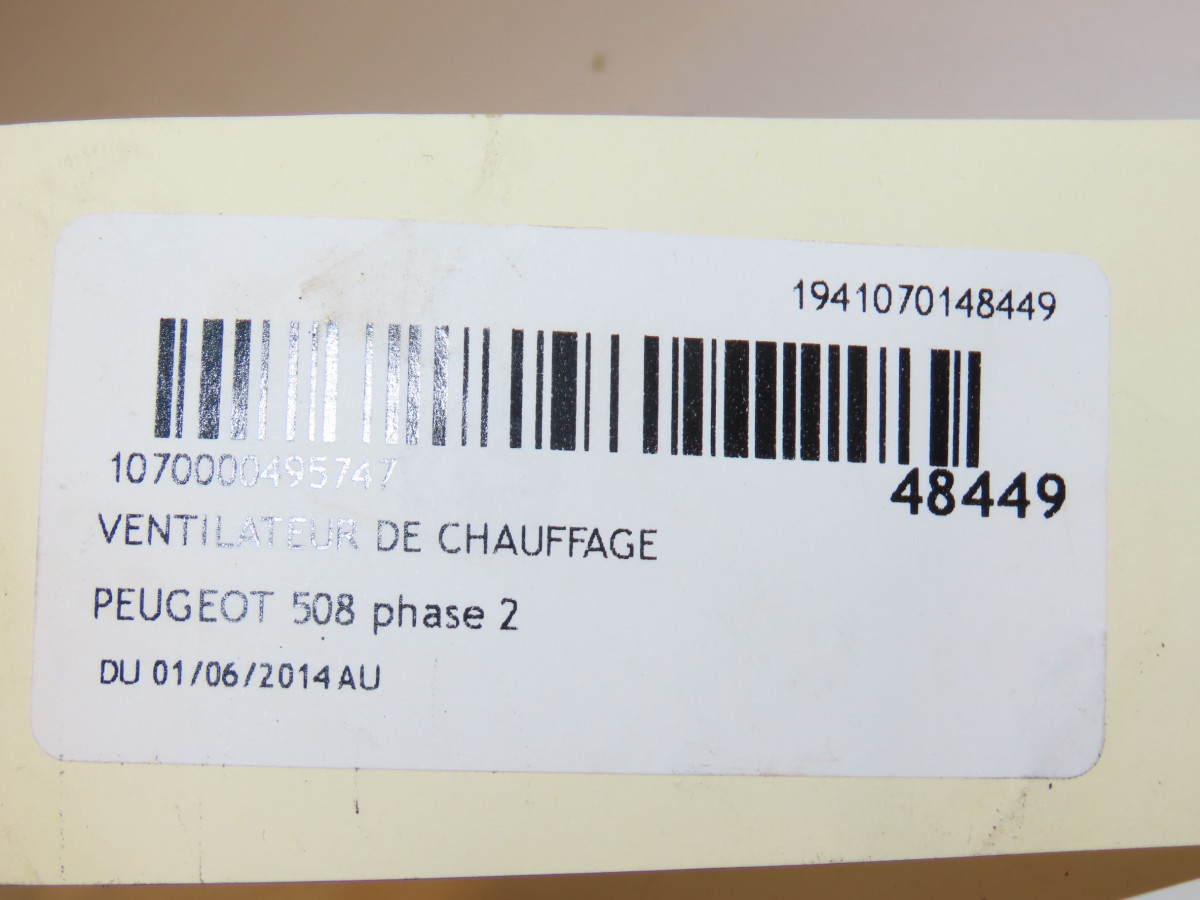 1941070148449
1070000495747
48449
VENTILATEUR DE CHAUFFAGE
PEUGEOT 508 phase 2
DU 01/06/2014 AU